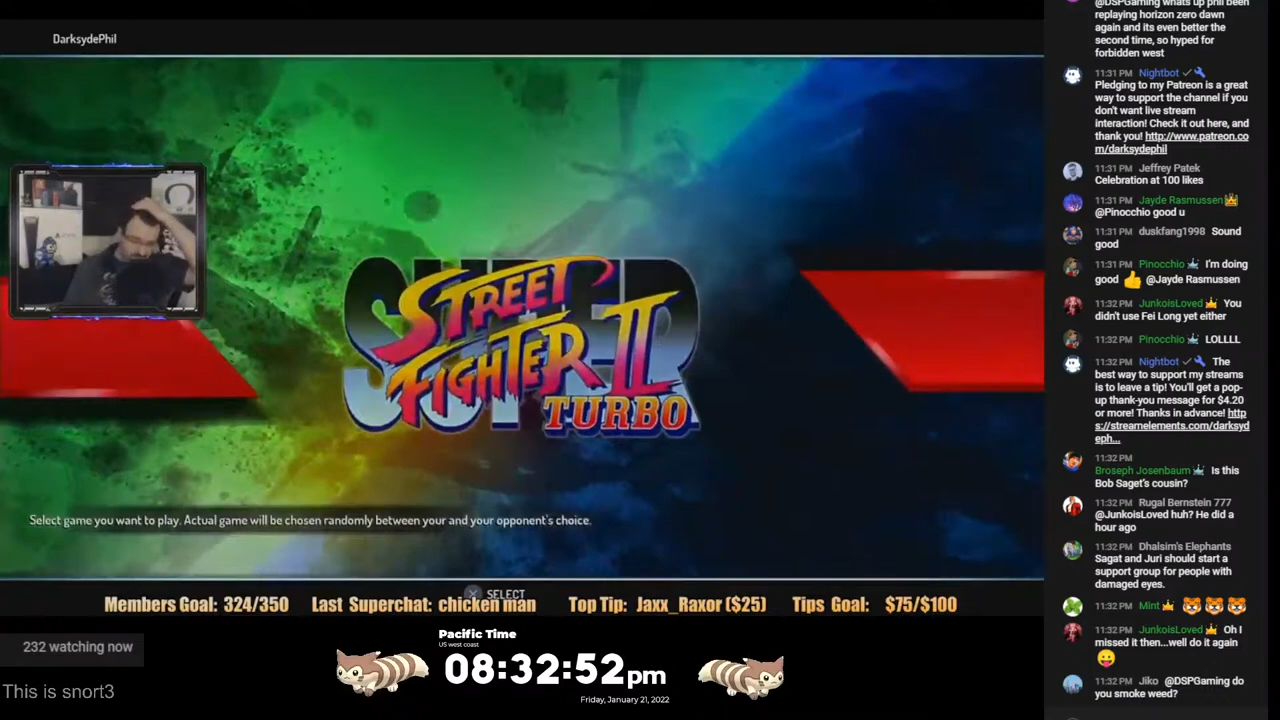 DarksydePhil
SUPER
STREET
FIGHTER II
TURBO
Select game you want to play. Actual game will be chosen randomly between your and your opponent's choice.
SELECT
Members Goal: 324/350 Last Superchat: chicken man Top Tip: Jaxx_Raxor ($25) Tips Goal: $75/$100
232 watching now
This is snort3
Pacific Time
US west coast
08:32:52pm
Friday, January 21, 2022
@DSPGaming whats up phil been
replaying horizon zero dawn
again and its even better the
second time, so hyped for
forbidden west
11:31 PM Nightbot
Pledging to my Patreon is a great
way to support the channel if you
don't want live stream
interaction! Check it out here, and
thank you! http://www.patreon.co
m/darksydephil
11:31 PM Jeffrey Patek
Celebration at 100 likes
11:31 PM Jayde Rasmussen
@Pinocchio good u
11:31 PM duskfang1998 Sound
good
11:31 PM Pinocchio I'm doing
good 👍 @Jayde Rasmussen
11:32 PM JunkoisLoved You
didn't use Fei Long yet either
11:32 PM Pinocchio LOLLLL
11:32 PM Nightbot The
best way to support my streams
is to leave a tip! You'll get a pop-
up thank-you message for $4.20
or more! Thanks in advance! http
s://streamelements.com/darksyd
eph...
11:32 PM
Broseph Josenbaum Is this
Bob Saget's cousin?
11:32 PM Rugal Bernstein 777
@JunkoisLoved huh? He did a
hour ago
11:32 PM Dhalsim's Elephants
Sagat and Juri should start a
support group for people with
damaged eyes.
11:32 PM Mint 🐯 🐯 🐯
11:32 PM JunkoisLoved Oh I
missed it then...well do it again
😛
11:32 PM Jiko @DSPGaming do
you smoke weed?